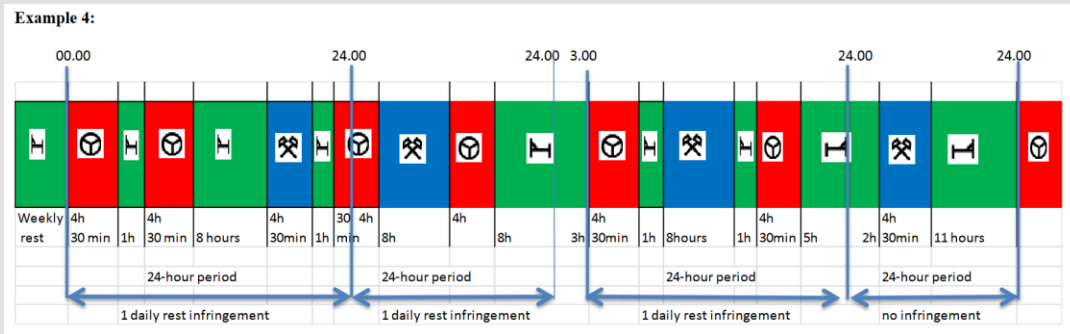 Example 4:
00.00 24.00 24.00 3.00 24.00 24.00
Weekly 4h 4h 4h 30 4h 4h 4h 4h 4h
rest 30 min 1h 30 min 8 hours 30min 1h min 8h 8h 3h 30min 1h 8hours 1h 30min 5h 2h 30min 11 hours
24-hour period 24-hour period 24-hour period 24-hour period
1 daily rest infringement 1 daily rest infringement 1 daily rest infringement no infringement